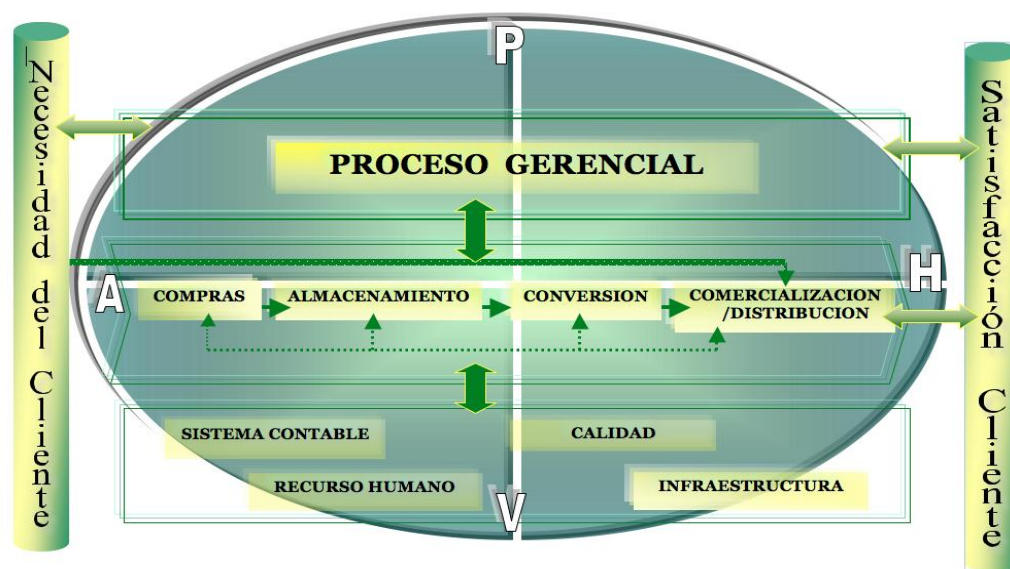 Necesidad del Cliente
P
PROCESO GERENCIAL
A
H
COMPRAS
ALMACENAMIENTO
CONVERSION
COMERCIALIZACION
/DISTRIBUCION
SISTEMA CONTABLE
CALIDAD
RECURSO HUMANO
INFRAESTRUCTURA
V
Satisfacción Cliente